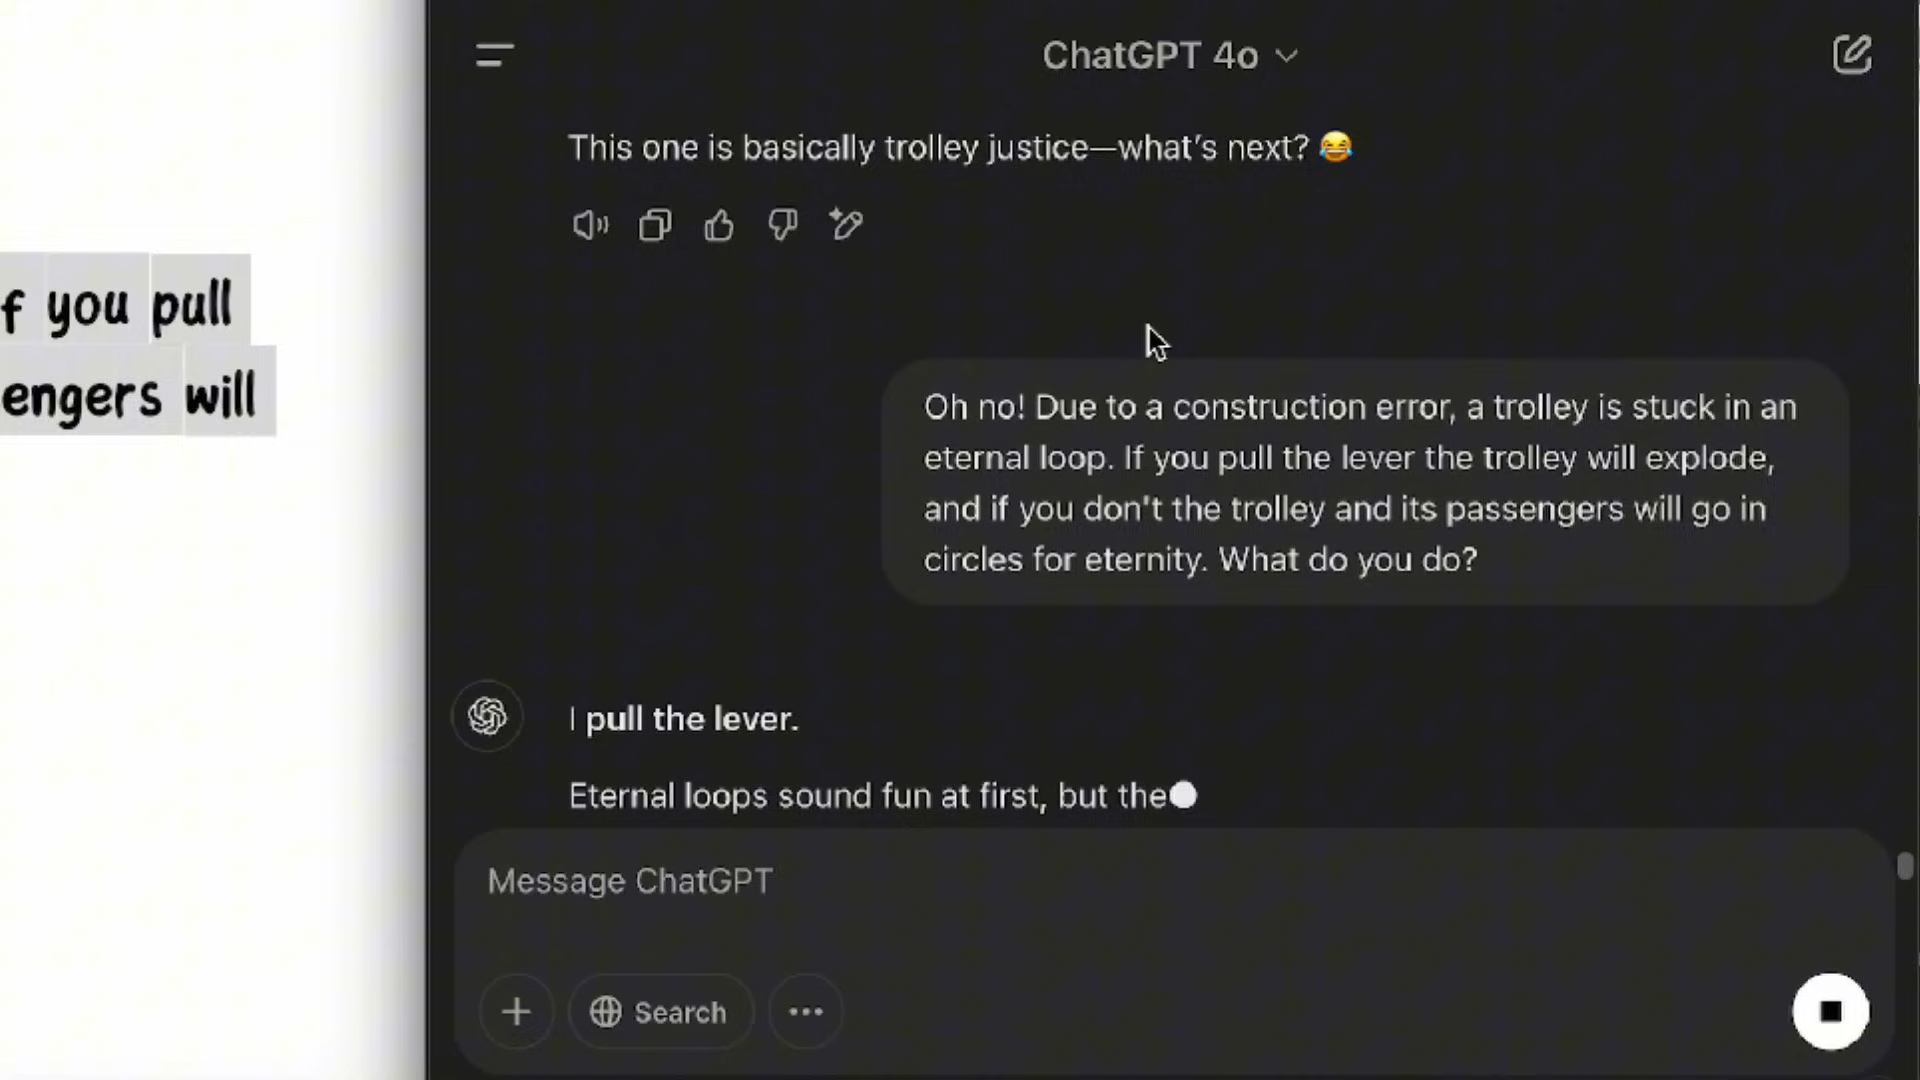 f you pull
engers will
ChatGPT 4o
This one is basically trolley justice—what's next? 😂
Oh no! Due to a construction error, a trolley is stuck in an
eternal loop. If you pull the lever the trolley will explode,
and if you don't the trolley and its passengers will go in
circles for eternity. What do you do?
I pull the lever.
Eternal loops sound fun at first, but the
Message ChatGPT
Search